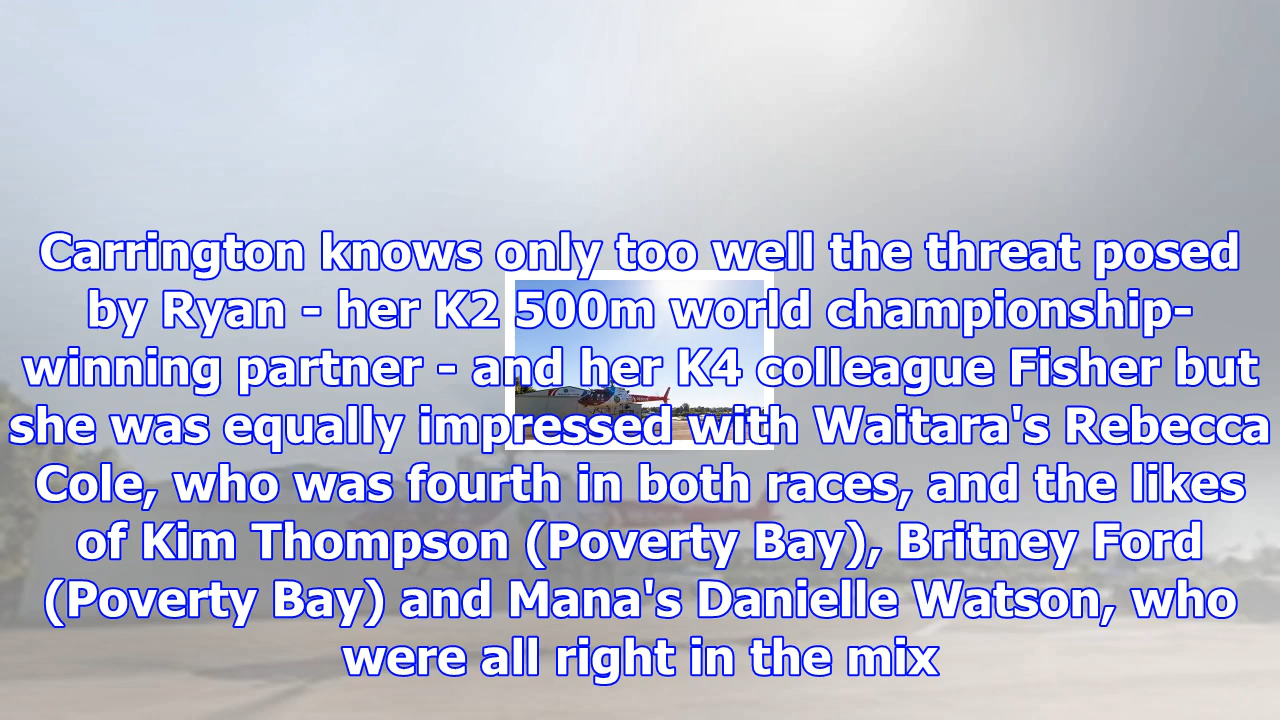 Carrington knows only too well the threat posed
by Ryan - her K2 500m world championship-
winning partner - and her K4 colleague Fisher but
she was equally impressed with Waitara's Rebecca
Cole, who was fourth in both races, and the likes
of Kim Thompson (Poverty Bay), Britney Ford
(Poverty Bay) and Mana's Danielle Watson, who
were all right in the mix